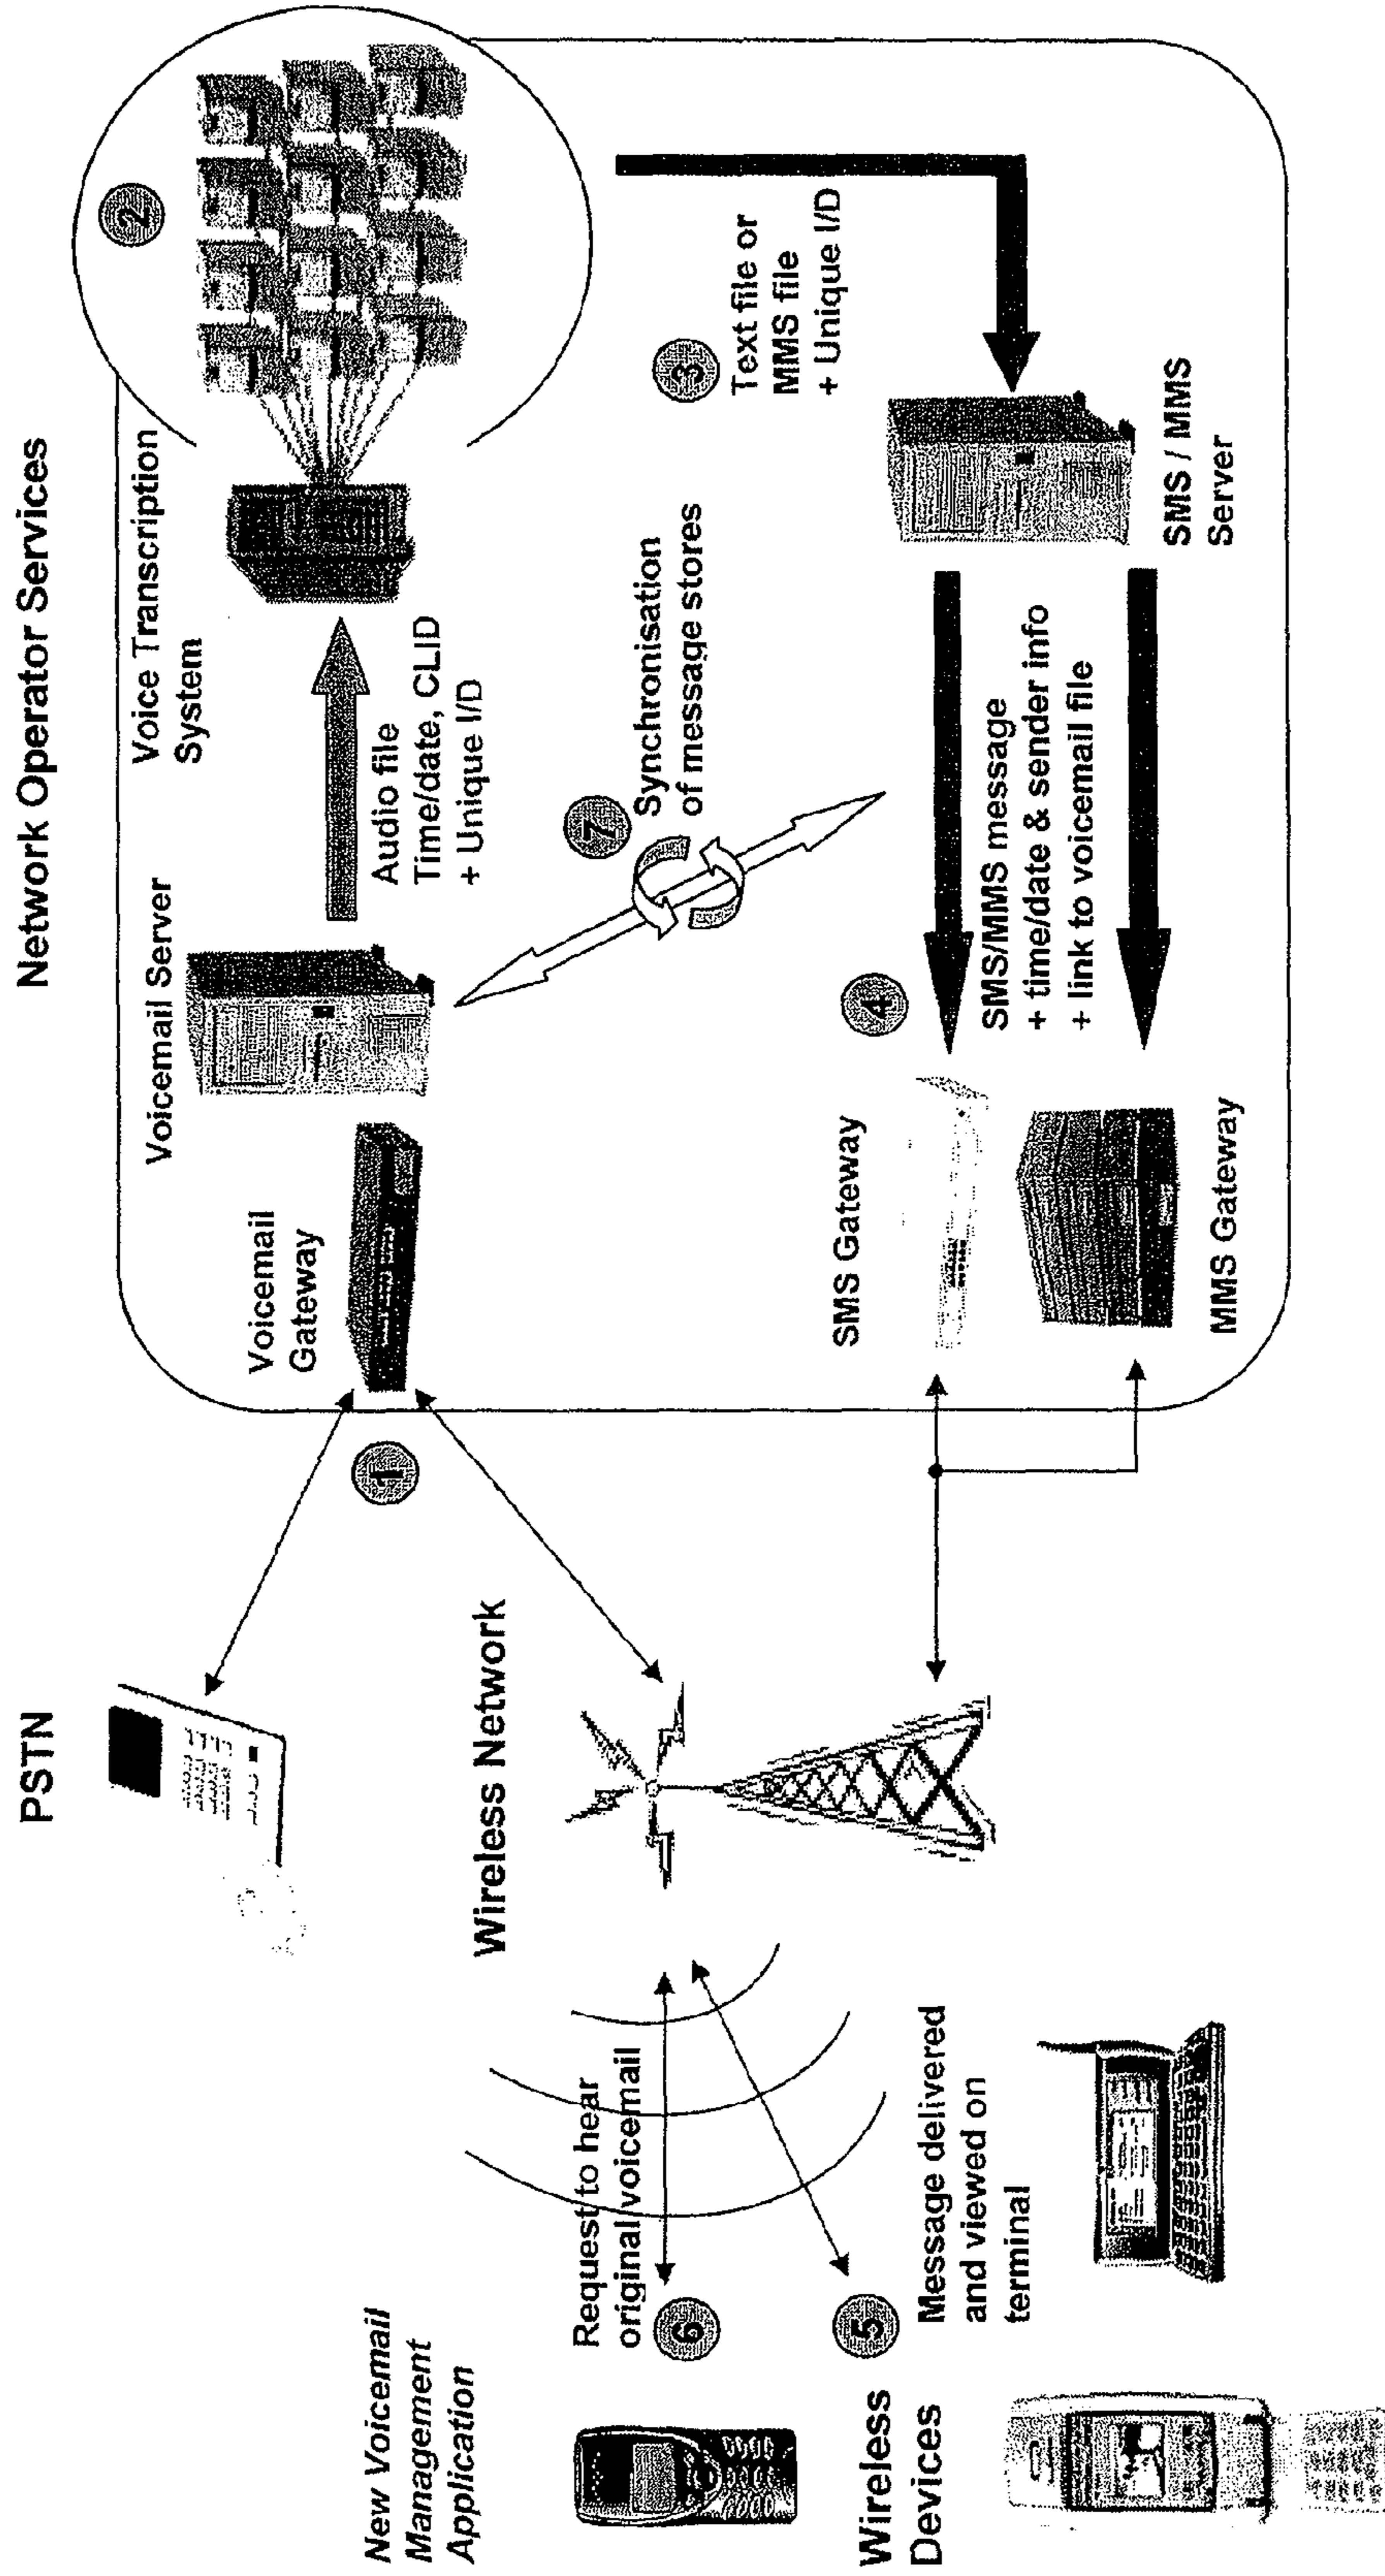 Network Operator Services
PSTN
Voicemail Server
Voice Transcription
System
2
Voicemail
Gateway
1
Audio file
Time/date, CLID
+ Unique I/D
New Voicemail
Management
Application
Wireless Network
Request to hear
original voicemail
6
7
Synchronisation
of message stores
3
Text file or
MMS file
+ Unique I/D
5
Message delivered
and viewed on
terminal
Wireless
Devices
SMS Gateway
4
SMS/MMS message
+ time/date & sender info
+ link to voicemail file
SMS / MMS
Server
MMS Gateway